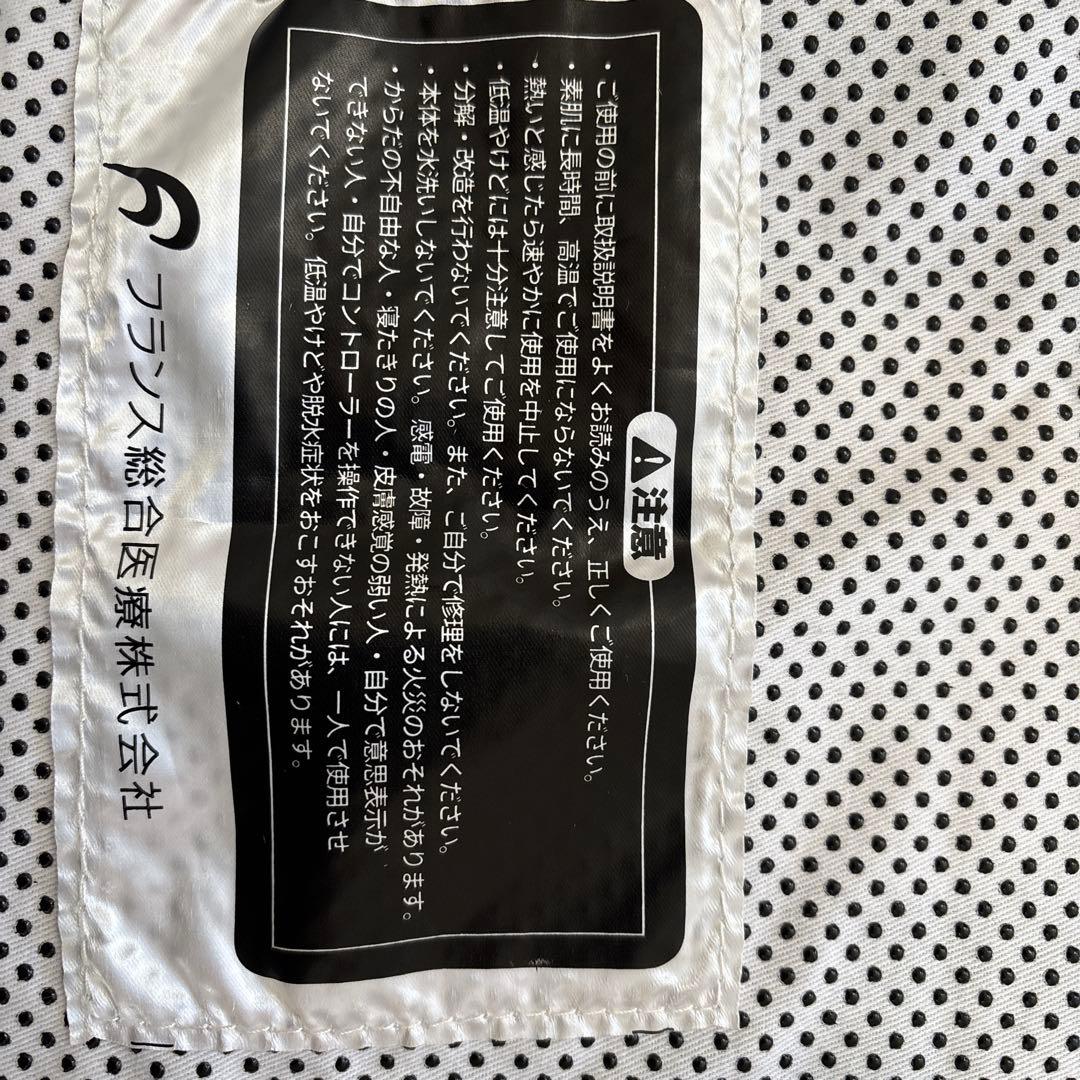 注意
・ご使用の前に取扱説明書をよくお読みのうえ、正しくご使用ください。
・素肌に長時間、高温でご使用にならないでください。
・熱いと感じたら速やかに使用を中止してください。
・低温やけどには十分注意してご使用ください。
・分解・改造を行わないでください。また、ご自分で修理をしないでください。
・本体を水洗いしないでください。感電・故障・発熱による火災のおそれがあります。
・からだの不自由な人・寝たきりの人・皮膚感覚の弱い人・自分で意思表示が
できない人・自分でコントローラーを操作できない人には、一人で使用させ
ないでください。低温やけどや脱水症状をおこすおそれがあります。
フランス総合医療株式会社